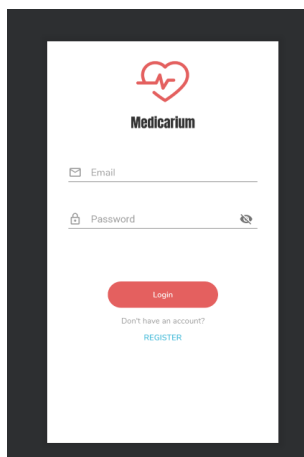 Medicarium
Email
Password
Login
Don't have an account?
REGISTER